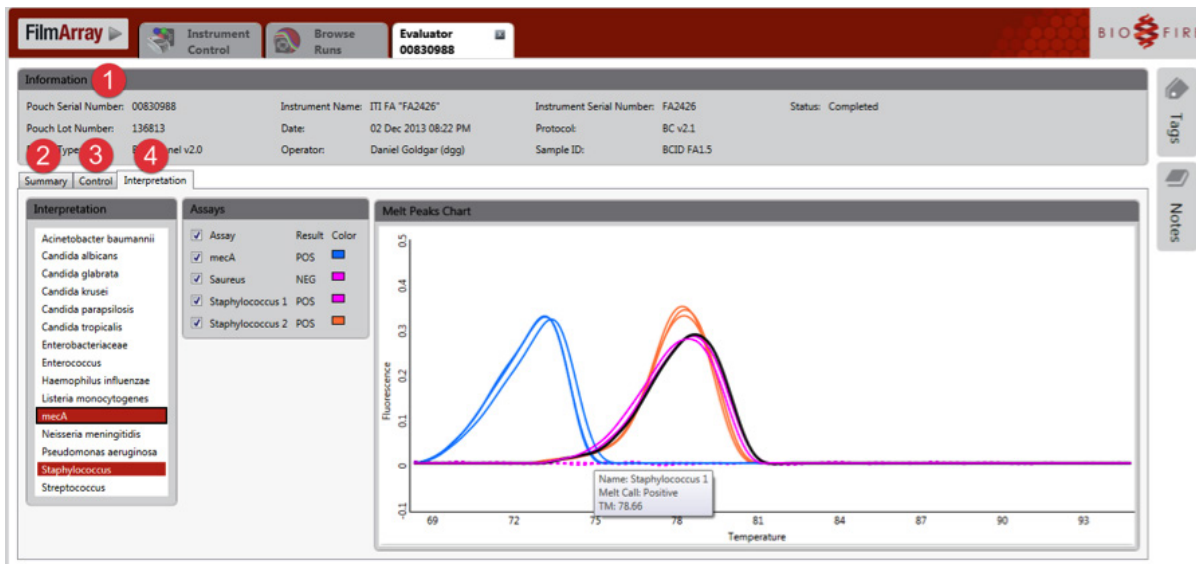 FilmArray
Instrument Control
Browse Runs
Evaluator 00830988
BIO FIRE
Information 1
Pouch Serial Number: 00830988 Instrument Name: ITI FA "FA2426" Instrument Serial Number: FA2426 Status: Completed
Pouch Lot Number: 136813 Date: 02 Dec 2013 08:22 PM Protocol: BC v2.1
Type: nel v2.0 Operator: Daniel Goldgar (dgg) Sample ID: BCID FA1.5
2 3 4
Summary Control Interpretation
Tags
Notes
Interpretation
Acinetobacter baumannii
Candida albicans
Candida glabrata
Candida krusei
Candida parapsilosis
Candida tropicalis
Enterobacteriaceae
Enterococcus
Haemophilus influenzae
Listeria monocytogenes
mecA
Neisseria meningitidis
Pseudomonas aeruginosa
Staphylococcus
Streptococcus
Assays
Assay Result Color
mecA POS
Saureus NEG
Staphylococcus 1 POS
Staphylococcus 2 POS
Melt Peaks Chart
0.5
0.4
0.3
0.2
0.1
0
-0.1
Fluorescence
Name: Staphylococcus 1
Melt Call: Positive
TM: 78.66
69 72 75 78 81 84 87 90 93
Temperature